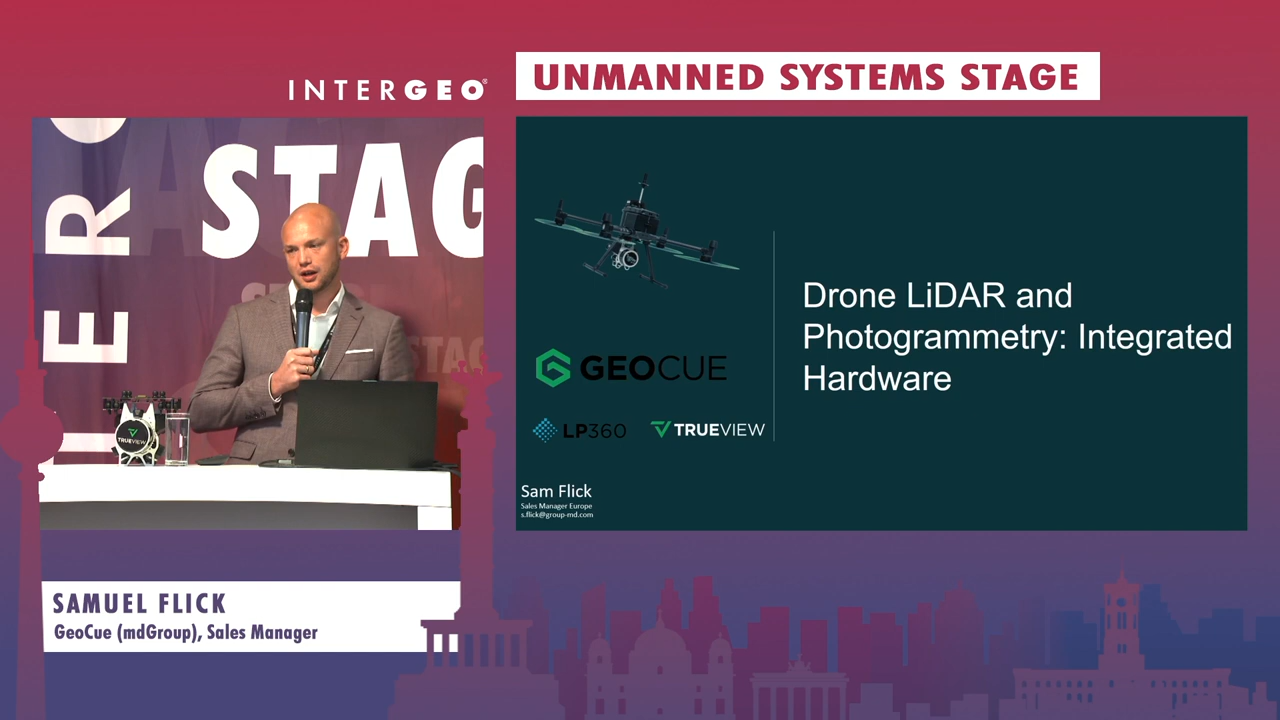 INTERGEO®
UNMANNED SYSTEMS STAGE
STAG
TRUEVIEW
Drone LiDAR and
Photogrammetry: Integrated
Hardware
GEOCUE
LP360
TRUEVIEW
Sam Flick
Sales Manager Europe
s.flick@group-md.com
SAMUEL FLICK
GeoCue (mdGroup), Sales Manager